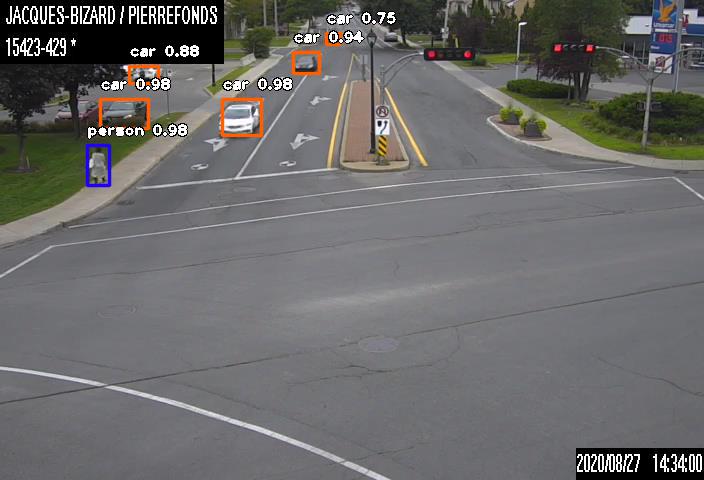 JACQUES-BIZARD / PIERREFONDS
15423-429 *
car 0.75
car 0.94
car 0.88
car 0.98
car 0.98
person 0.98
2020/08/27 14:34:00